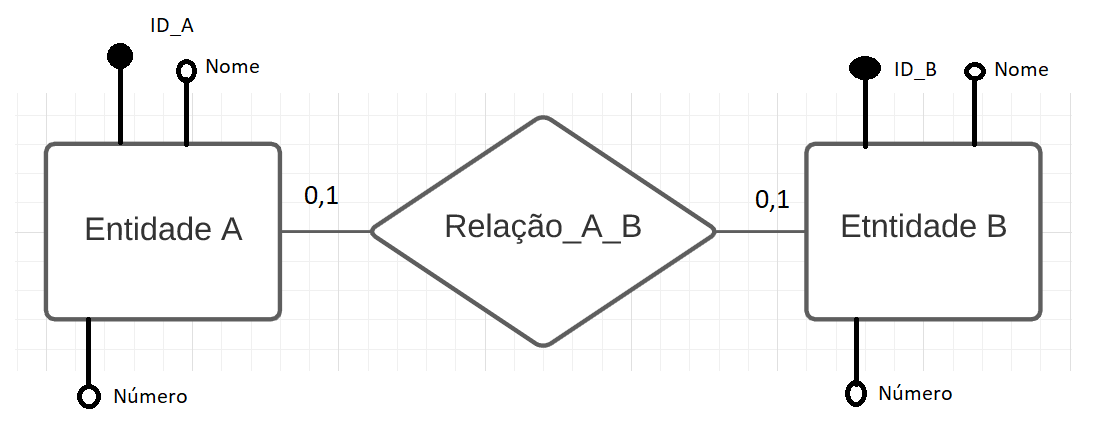 ID_A
Nome
ID_B
Nome
0,1
0,1
Entidade A
Relação_A_B
Etntidade B
Número
Número